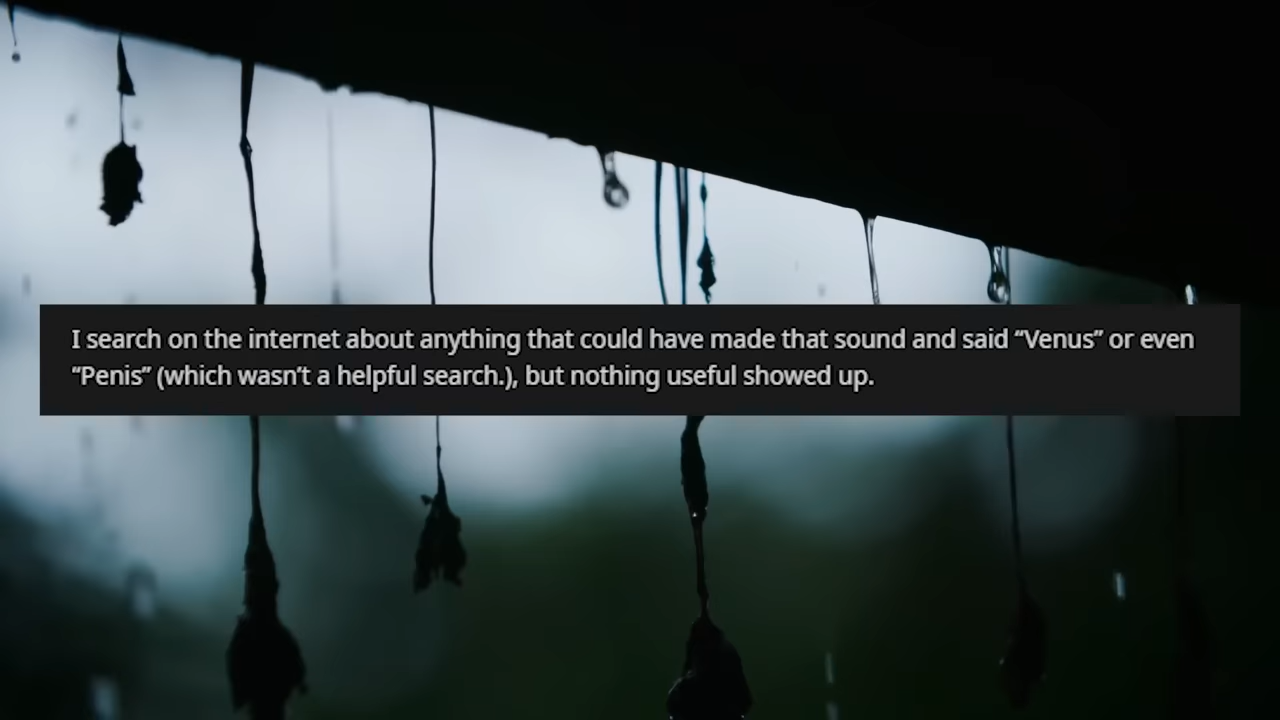 I search on the internet about anything that could have made that sound and said “Venus” or even
“Penis” (which wasn’t a helpful search.), but nothing useful showed up.